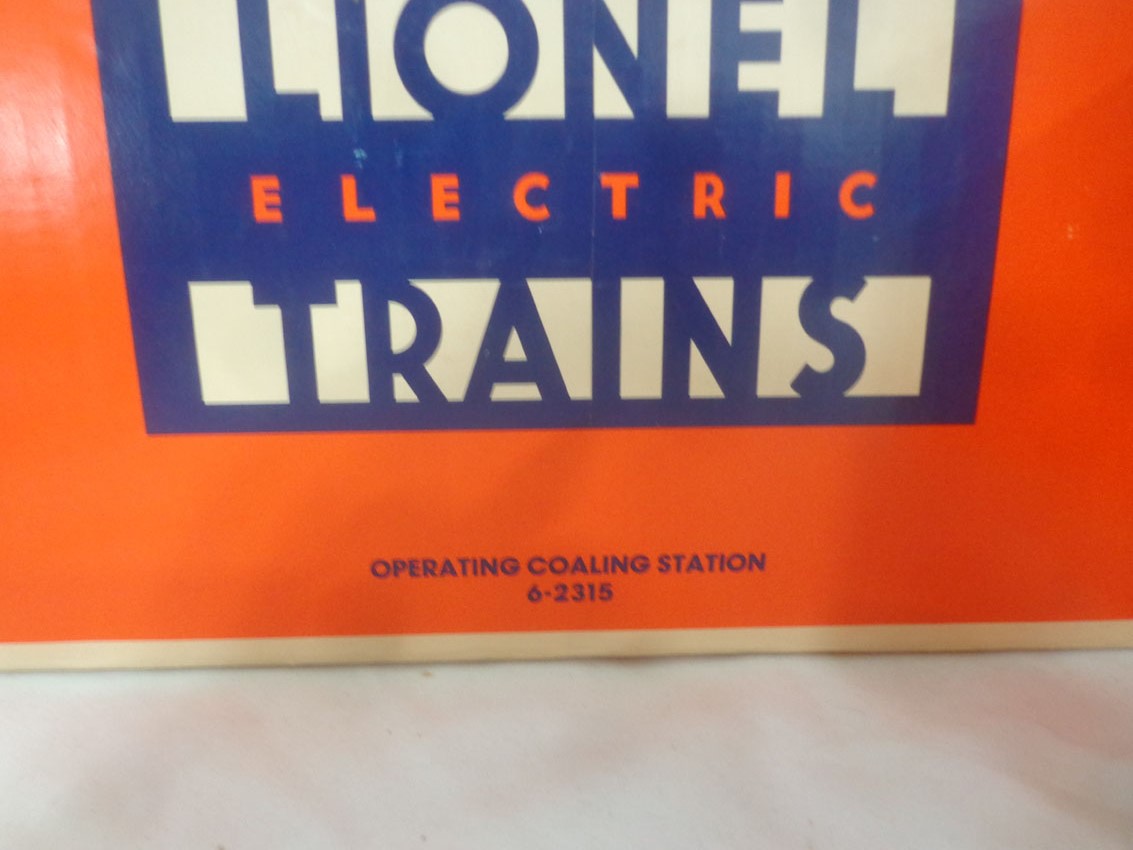 LIONEL
ELECTRIC
TRAINS
OPERATING COALING STATION
6-2315